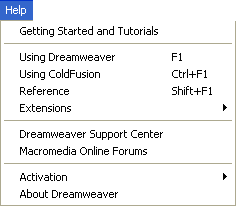 Help
Getting Started and Tutorials
Using Dreamweaver F1
Using ColdFusion Ctrl+F1
Reference Shift+F1
Extensions
Dreamweaver Support Center
Macromedia Online Forums
Activation
About Dreamweaver